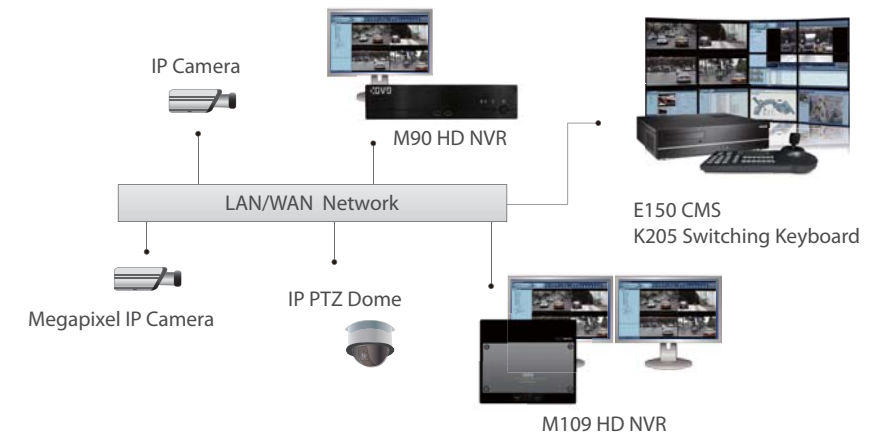 IP Camera
M90 HD NVR
LAN/WAN Network
E150 CMS
K205 Switching Keyboard
Megapixel IP Camera
IP PTZ Dome
M109 HD NVR